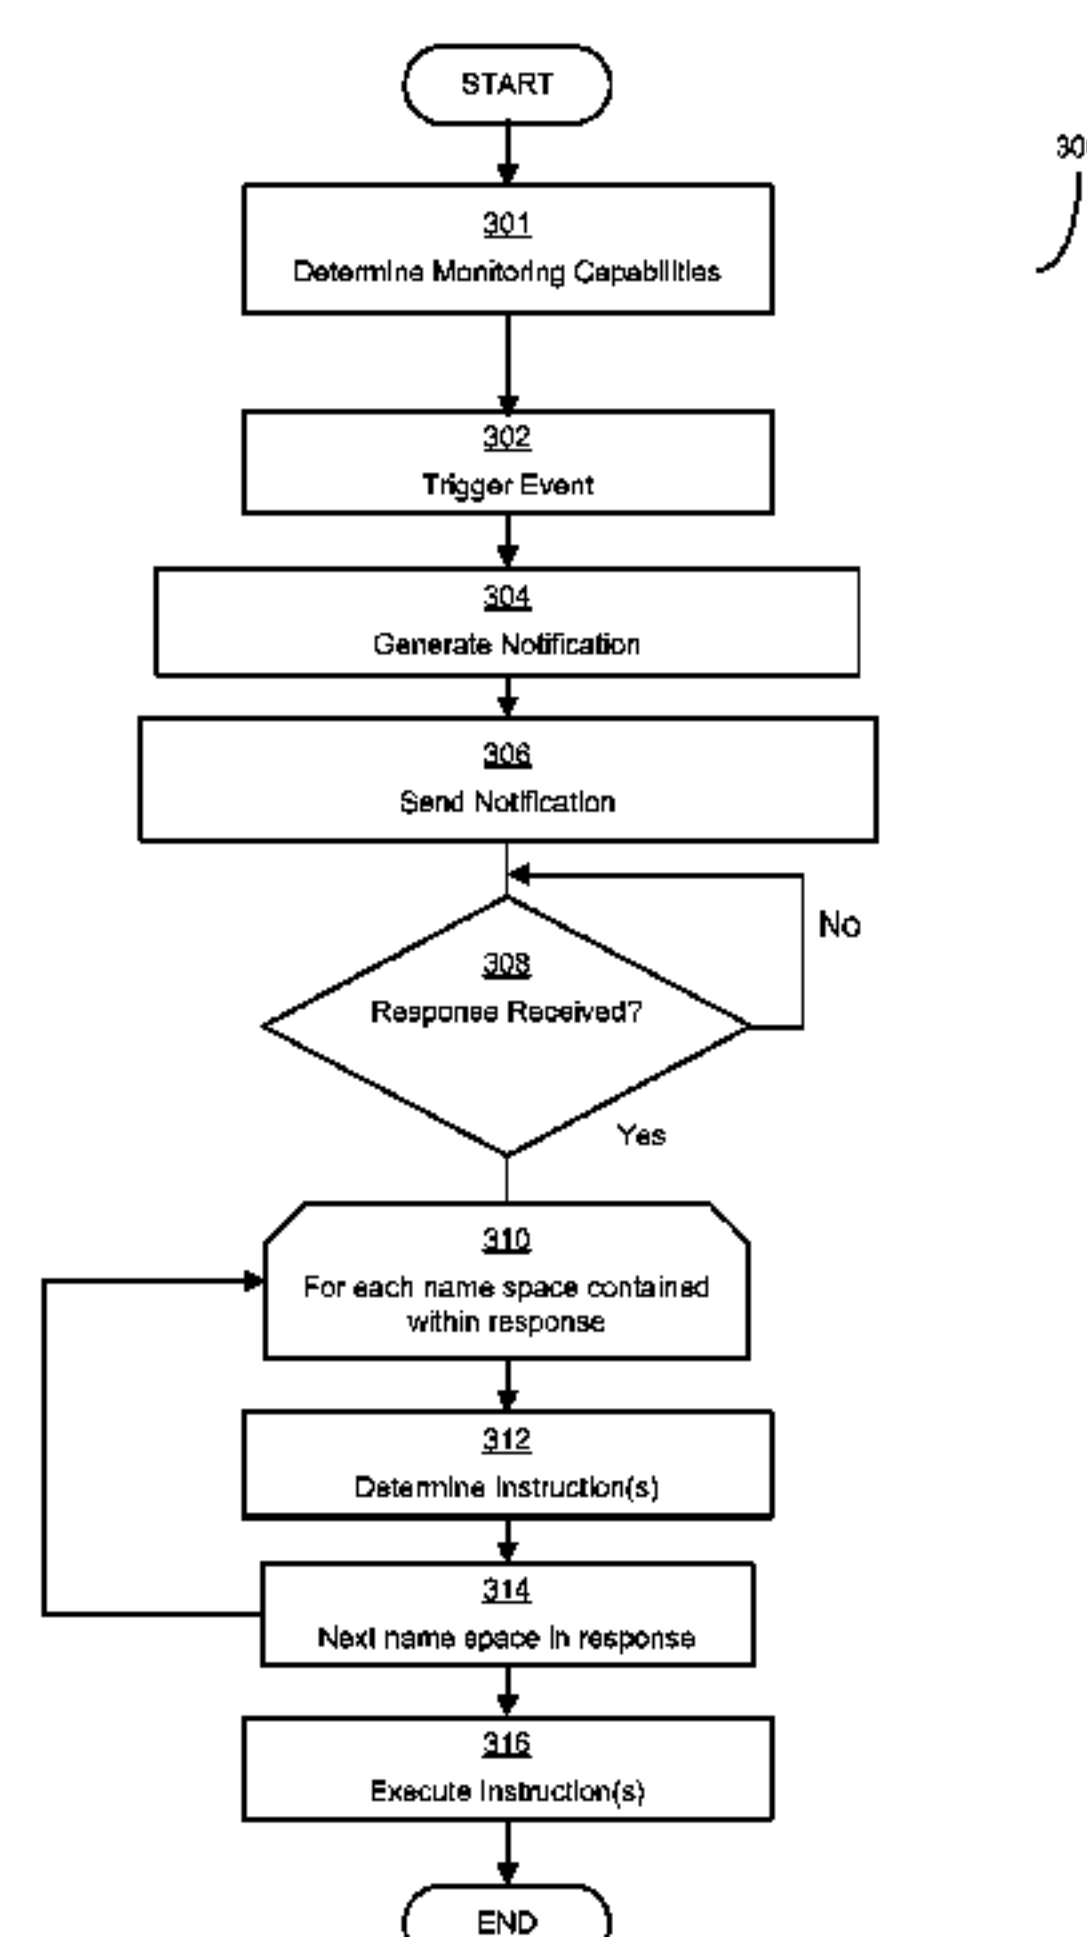 START
30
301
Determine Monitoring Capabilities
302
Trigger Event
304
Generate Notification
306
Send Notification
No
308
Response Received?
Yes
310
For each name space contained
within response
312
Determine Instruction(s)
314
Next name space in response
316
Execute Instruction(s)
END